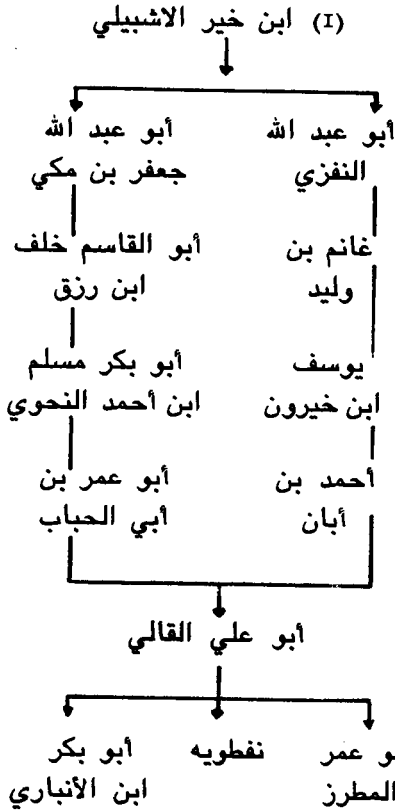 (I) ابن خير الاشبيلي
أبو عبد الله
النفزي
أبو عبد الله
جعفر بن مكي
غانم بن
وليد
أبو القاسم خلف
ابن رزق
يوسف
ابن خيرون
أبو بكر مسلم
ابن أحمد النحوي
أحمد بن
أبان
أبو عمر بن
أبي الحباب
أبو علي القالي
بو عمر
المطرز
نفطويه
أبو بكر
ابن الأنباري